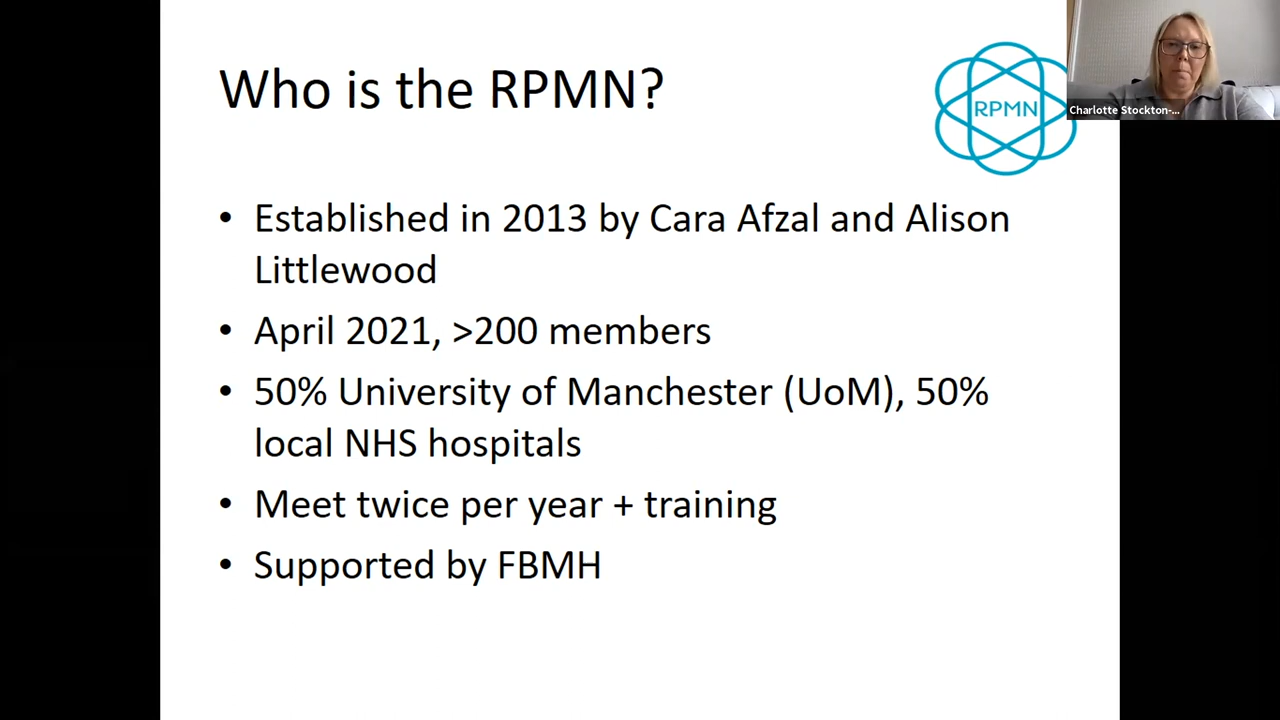 Who is the RPMN?
RPMN
Charlotte Stockton-...
• Established in 2013 by Cara Afzal and Alison
Littlewood
• April 2021, >200 members
• 50% University of Manchester (UoM), 50%
local NHS hospitals
• Meet twice per year + training
• Supported by FBMH